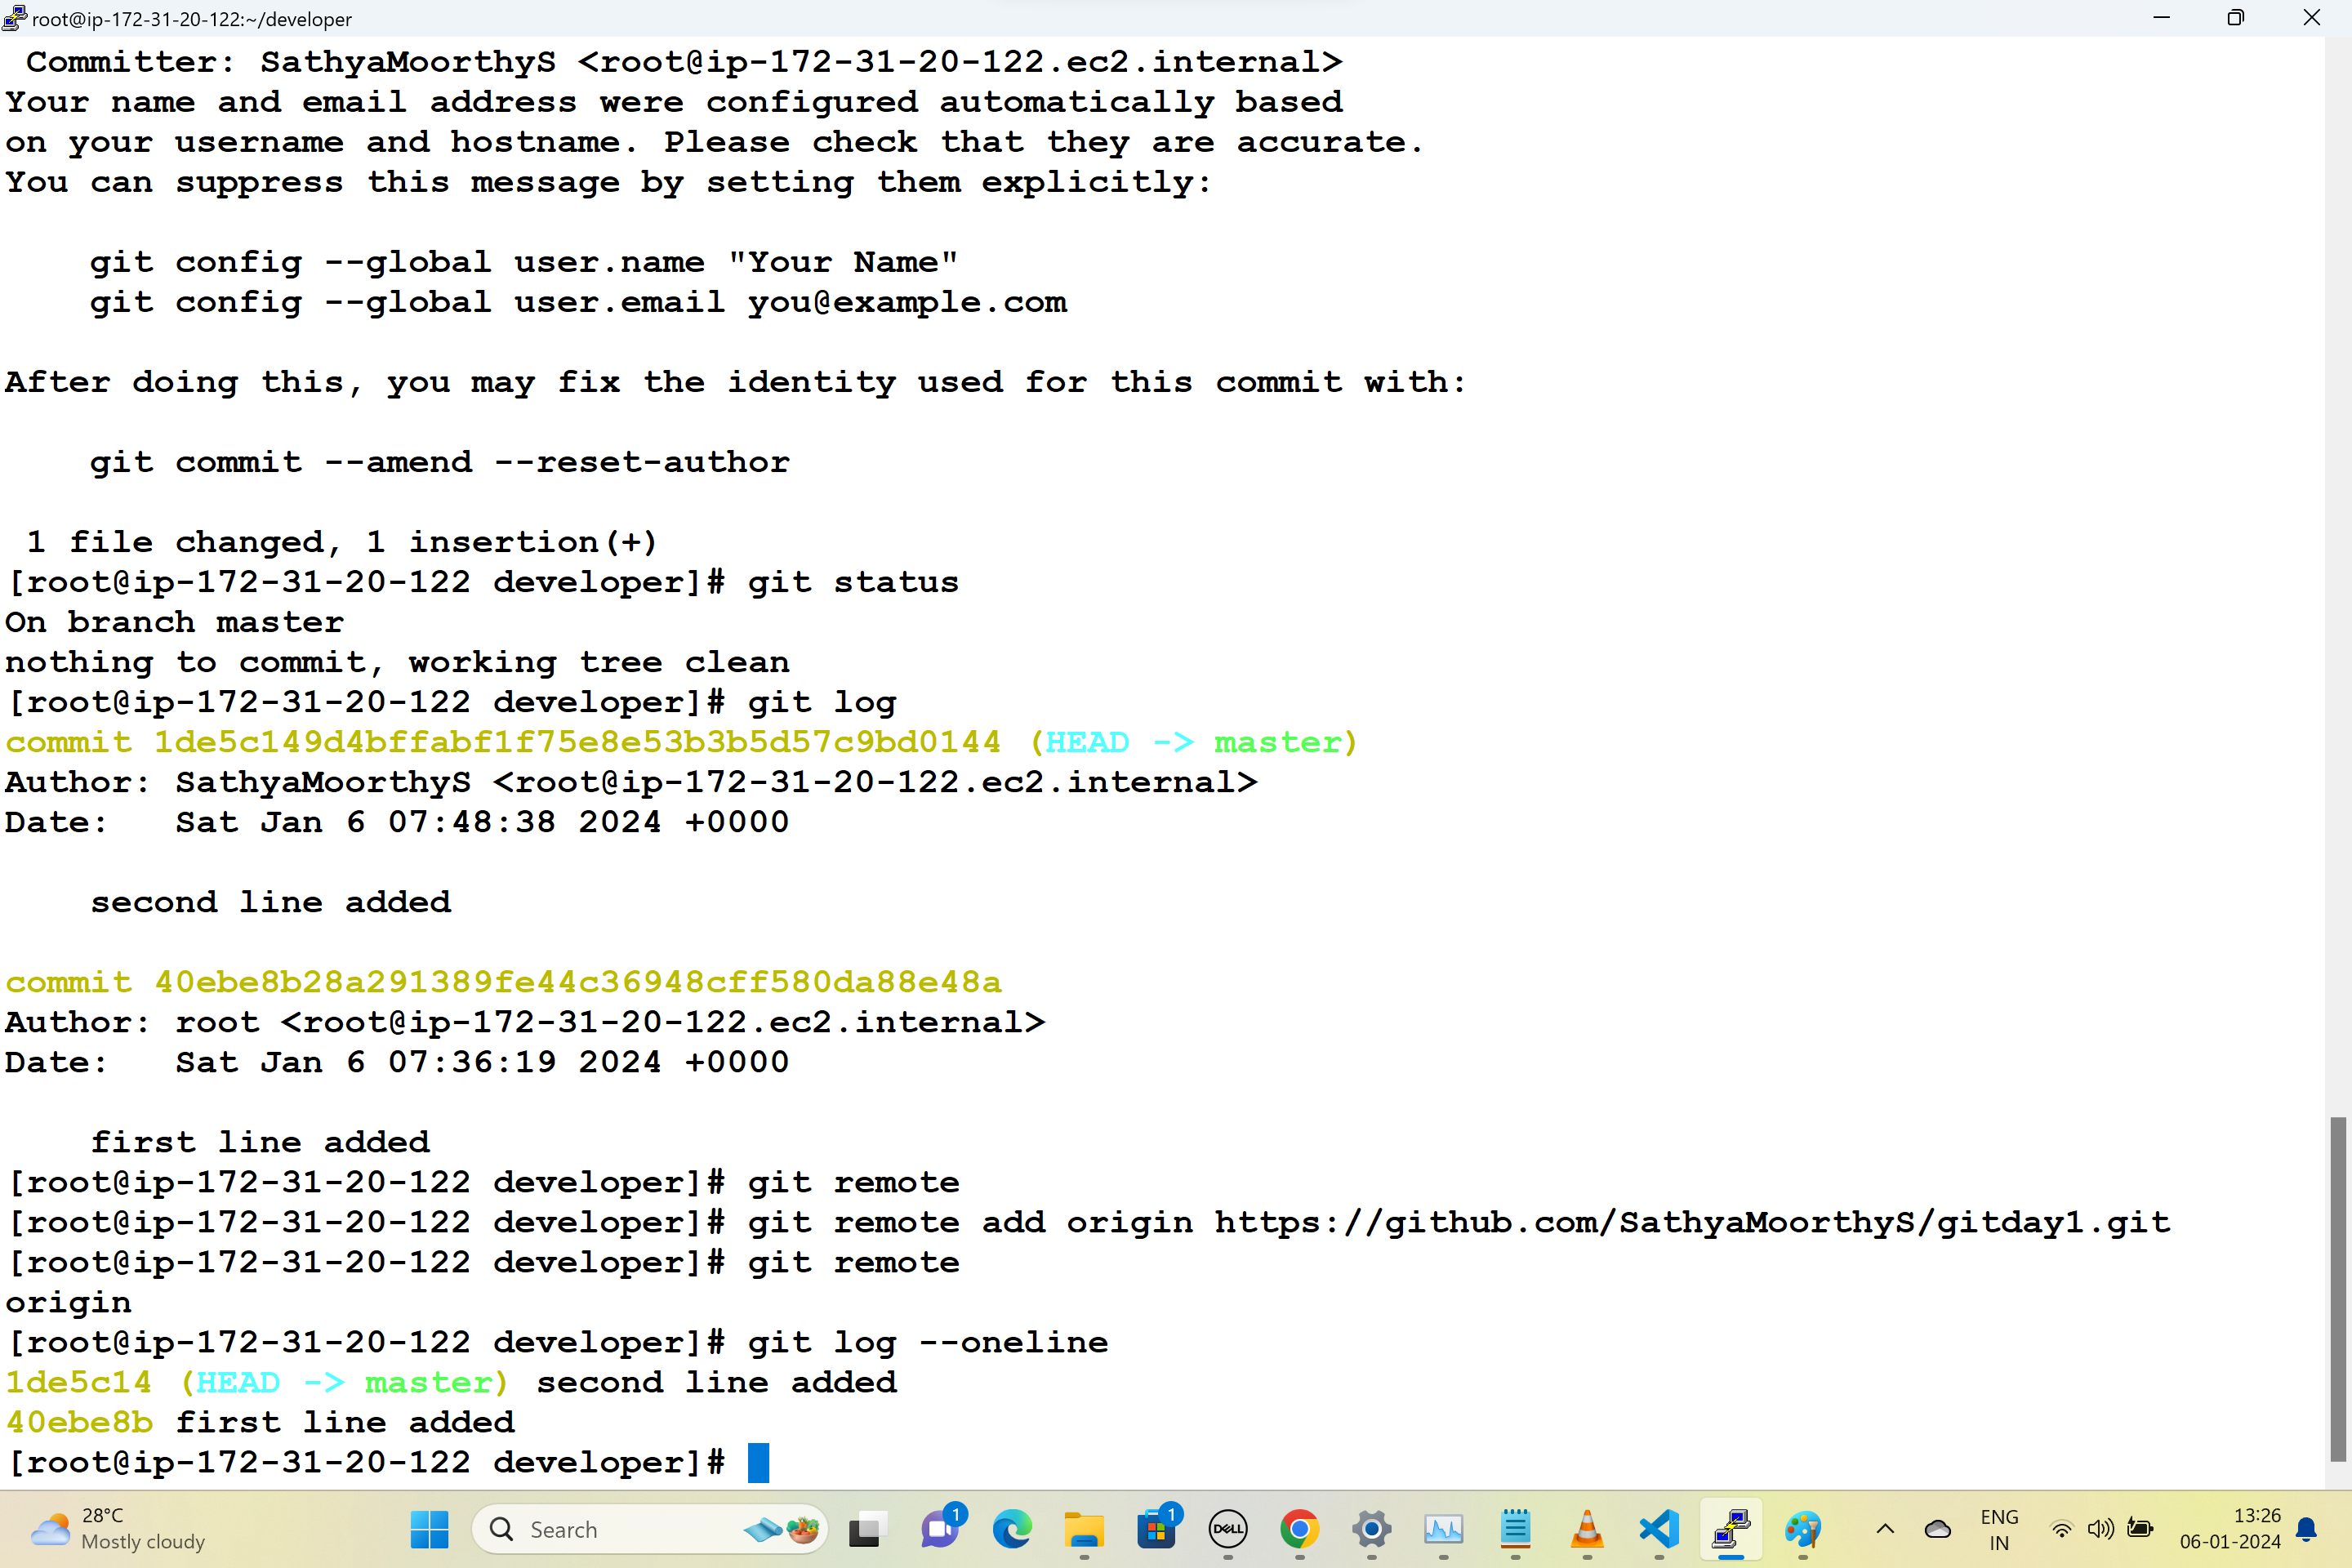 root@ip-172-31-20-122:~/developer
 Committer: SathyaMoorthyS <root@ip-172-31-20-122.ec2.internal>
Your name and email address were configured automatically based
on your username and hostname. Please check that they are accurate.
You can suppress this message by setting them explicitly:

    git config --global user.name "Your Name"
    git config --global user.email you@example.com

After doing this, you may fix the identity used for this commit with:

    git commit --amend --reset-author

 1 file changed, 1 insertion(+)
[root@ip-172-31-20-122 developer]# git status
On branch master
nothing to commit, working tree clean
[root@ip-172-31-20-122 developer]# git log
commit 1de5c149d4bffabf1f75e8e53b3b5d57c9bd0144 (HEAD -> master)
Author: SathyaMoorthyS <root@ip-172-31-20-122.ec2.internal>
Date:   Sat Jan 6 07:48:38 2024 +0000

    second line added

commit 40ebe8b28a291389fe44c36948cff580da88e48a
Author: root <root@ip-172-31-20-122.ec2.internal>
Date:   Sat Jan 6 07:36:19 2024 +0000

    first line added
[root@ip-172-31-20-122 developer]# git remote
[root@ip-172-31-20-122 developer]# git remote add origin https://github.com/SathyaMoorthyS/gitday1.git
[root@ip-172-31-20-122 developer]# git remote
origin
[root@ip-172-31-20-122 developer]# git log --oneline
1de5c14 (HEAD -> master) second line added
40ebe8b first line added
[root@ip-172-31-20-122 developer]#
28°C
Mostly cloudy
Search
1
1
DELL
ENG
IN
13:26
06-01-2024